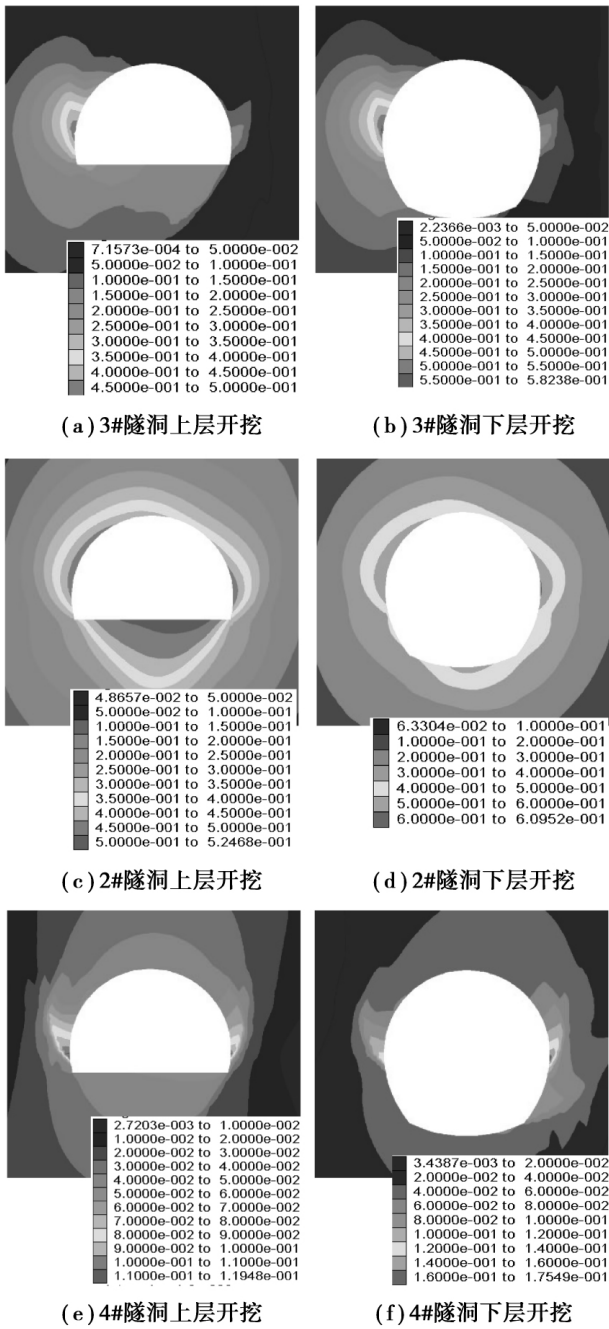 7.1573e-004 to 5.0000e-002
5.0000e-002 to 1.0000e-001
1.0000e-001 to 1.5000e-001
1.5000e-001 to 2.0000e-001
2.0000e-001 to 2.5000e-001
2.5000e-001 to 3.0000e-001
3.0000e-001 to 3.5000e-001
3.5000e-001 to 4.0000e-001
4.0000e-001 to 4.5000e-001
4.5000e-001 to 5.0000e-001
(a)3#隧洞上层开挖
2.2366e-003 to 5.0000e-002
5.0000e-002 to 1.0000e-001
1.0000e-001 to 1.5000e-001
1.5000e-001 to 2.0000e-001
2.0000e-001 to 2.5000e-001
2.5000e-001 to 3.0000e-001
3.0000e-001 to 3.5000e-001
3.5000e-001 to 4.0000e-001
4.0000e-001 to 4.5000e-001
4.5000e-001 to 5.0000e-001
5.0000e-001 to 5.5000e-001
5.5000e-001 to 5.8238e-001
(b)3#隧洞下层开挖
4.8657e-002 to 5.0000e-002
5.0000e-002 to 1.0000e-001
1.0000e-001 to 1.5000e-001
1.5000e-001 to 2.0000e-001
2.0000e-001 to 2.5000e-001
2.5000e-001 to 3.0000e-001
3.0000e-001 to 3.5000e-001
3.5000e-001 to 4.0000e-001
4.0000e-001 to 4.5000e-001
4.5000e-001 to 5.0000e-001
5.0000e-001 to 5.2468e-001
(c)2#隧洞上层开挖
6.3304e-002 to 1.0000e-001
1.0000e-001 to 2.0000e-001
2.0000e-001 to 3.0000e-001
3.0000e-001 to 4.0000e-001
4.0000e-001 to 5.0000e-001
5.0000e-001 to 6.0000e-001
6.0000e-001 to 6.0952e-001
(d)2#隧洞下层开挖
2.7203e-003 to 1.0000e-002
1.0000e-002 to 2.0000e-002
2.0000e-002 to 3.0000e-002
3.0000e-002 to 4.0000e-002
4.0000e-002 to 5.0000e-002
5.0000e-002 to 6.0000e-002
6.0000e-002 to 7.0000e-002
7.0000e-002 to 8.0000e-002
8.0000e-002 to 9.0000e-002
9.0000e-002 to 1.0000e-001
1.0000e-001 to 1.1000e-001
1.1000e-001 to 1.1948e-001
(e)4#隧洞上层开挖
3.4387e-003 to 2.0000e-002
2.0000e-002 to 4.0000e-002
4.0000e-002 to 6.0000e-002
6.0000e-002 to 8.0000e-002
8.0000e-002 to 1.0000e-001
1.0000e-001 to 1.2000e-001
1.2000e-001 to 1.4000e-001
1.4000e-001 to 1.6000e-001
1.6000e-001 to 1.7549e-001
(f)4#隧洞下层开挖